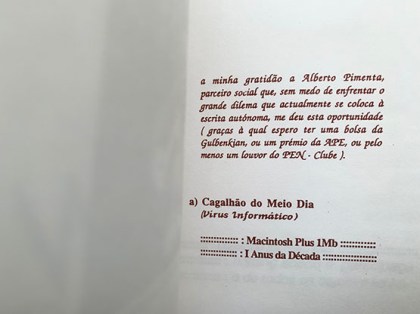 a minha gratidão a Alberto Pimenta,
parceiro social que, sem medo de enfrentar o
grande dilema que actualmente se coloca à
escrita autónoma, me deu esta oportunidade
( graças à qual espero ter uma bolsa da
Gulbenkian, ou um prémio da APE, ou pelo
menos um louvor do PEN - Clube ).
a) Cagalhão do Meio Dia
(Vírus Informático)
:::::::::::::: : Macintosh Plus 1Mb :::::::::::::
:::::::::::::: : I Anus da Década :::::::::::::::